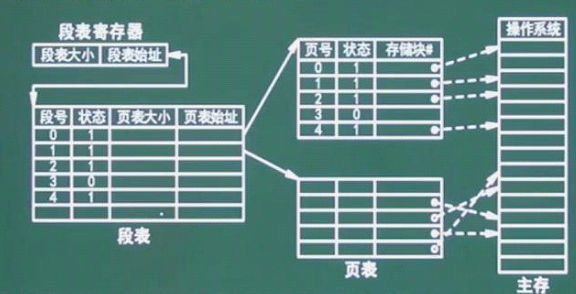 段表寄存器
段表大小 段表始址
段号 状态 页表大小 页表始址
0 1
1 1
2 1
3 0
4 1
段表
页号 状态 存储块#
0 1
1 1
2 1
3 0
4 1
页表
操作系统
主存